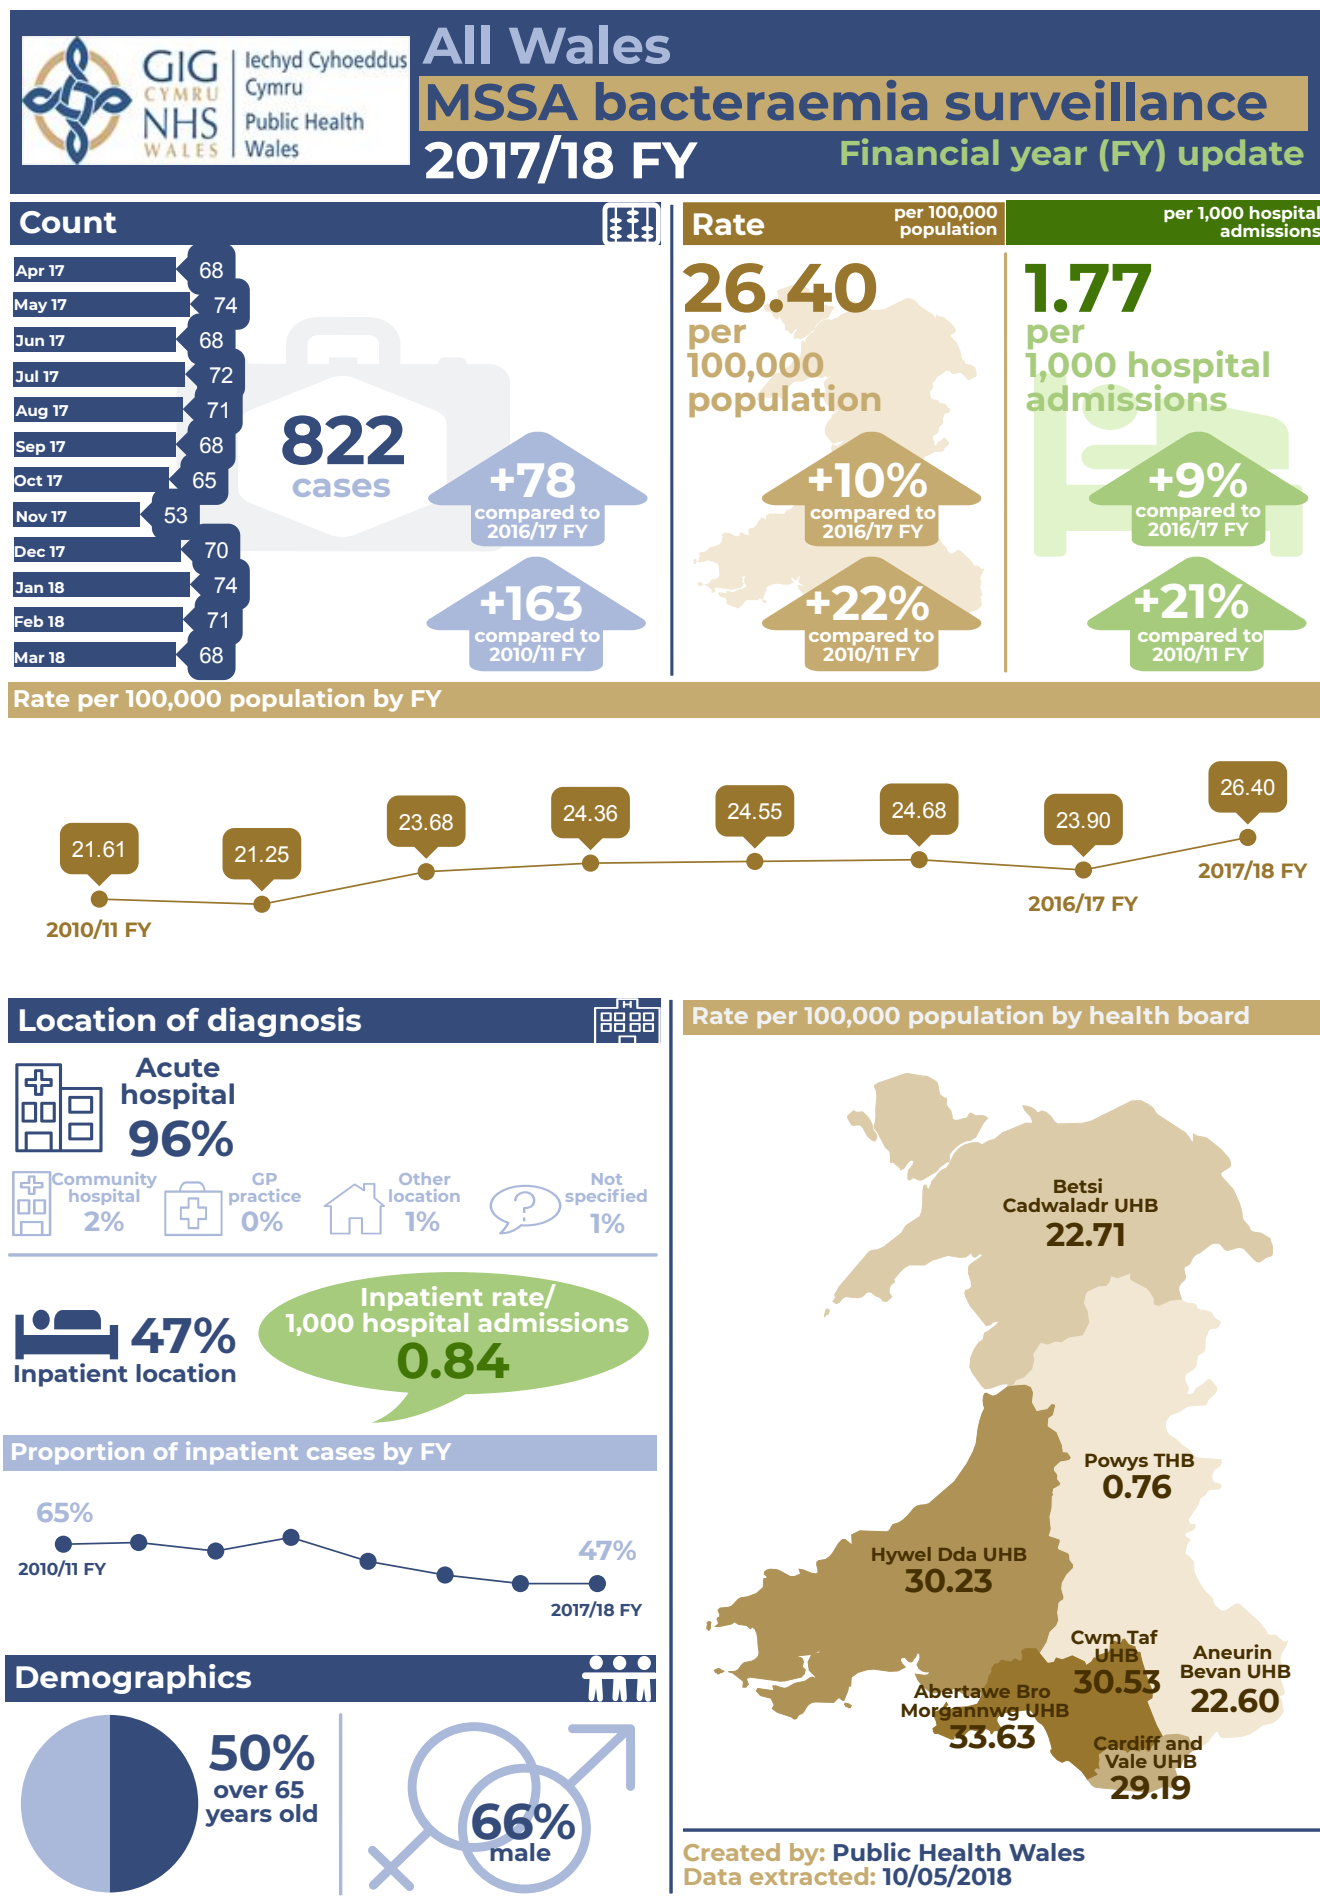 GIG
CYMRU
NHS
WALES
Iechyd Cyhoeddus
Cymru
Public Health
Wales
All Wales
MSSA bacteraemia surveillance
2017/18 FY
Financial year (FY) update
Count
Apr 17 68
May 17 74
Jun 17 68
Jul 17 72
Aug 17 71
Sep 17 68
Oct 17 65
Nov 17 53
Dec 17 70
Jan 18 74
Feb 18 71
Mar 18 68
822
cases
+78
compared to
2016/17 FY
+163
compared to
2010/11 FY
Rate
per 100,000
population
26.40
per
100,000
population
+10%
compared to
2016/17 FY
+22%
compared to
2010/11 FY
per 1,000 hospital
admissions
1.77
per
1,000 hospital
admissions
+9%
compared to
2016/17 FY
+21%
compared to
2010/11 FY
Rate per 100,000 population by FY
21.61
21.25
23.68
24.36
24.55
24.68
23.90
26.40
2010/11 FY
2016/17 FY
2017/18 FY
Location of diagnosis
H
Acute
hospital
96%
Community
hospital
2%
GP
practice
0%
Other
location
1%
?
Not
specified
1%
47%
Inpatient location
Inpatient rate/
1,000 hospital admissions
0.84
Proportion of inpatient cases by FY
65%
2010/11 FY
47%
2017/18 FY
Demographics
50%
over 65
years old
66%
male
Rate per 100,000 population by health board
Betsi
Cadwaladr UHB
22.71
Powys THB
0.76
Hywel Dda UHB
30.23
Cwm Taf
UHB
30.53
Aneurin
Bevan UHB
22.60
Abertawe Bro
Morgannwg UHB
33.63
Cardiff and
Vale UHB
29.19
Created by: Public Health Wales
Data extracted: 10/05/2018